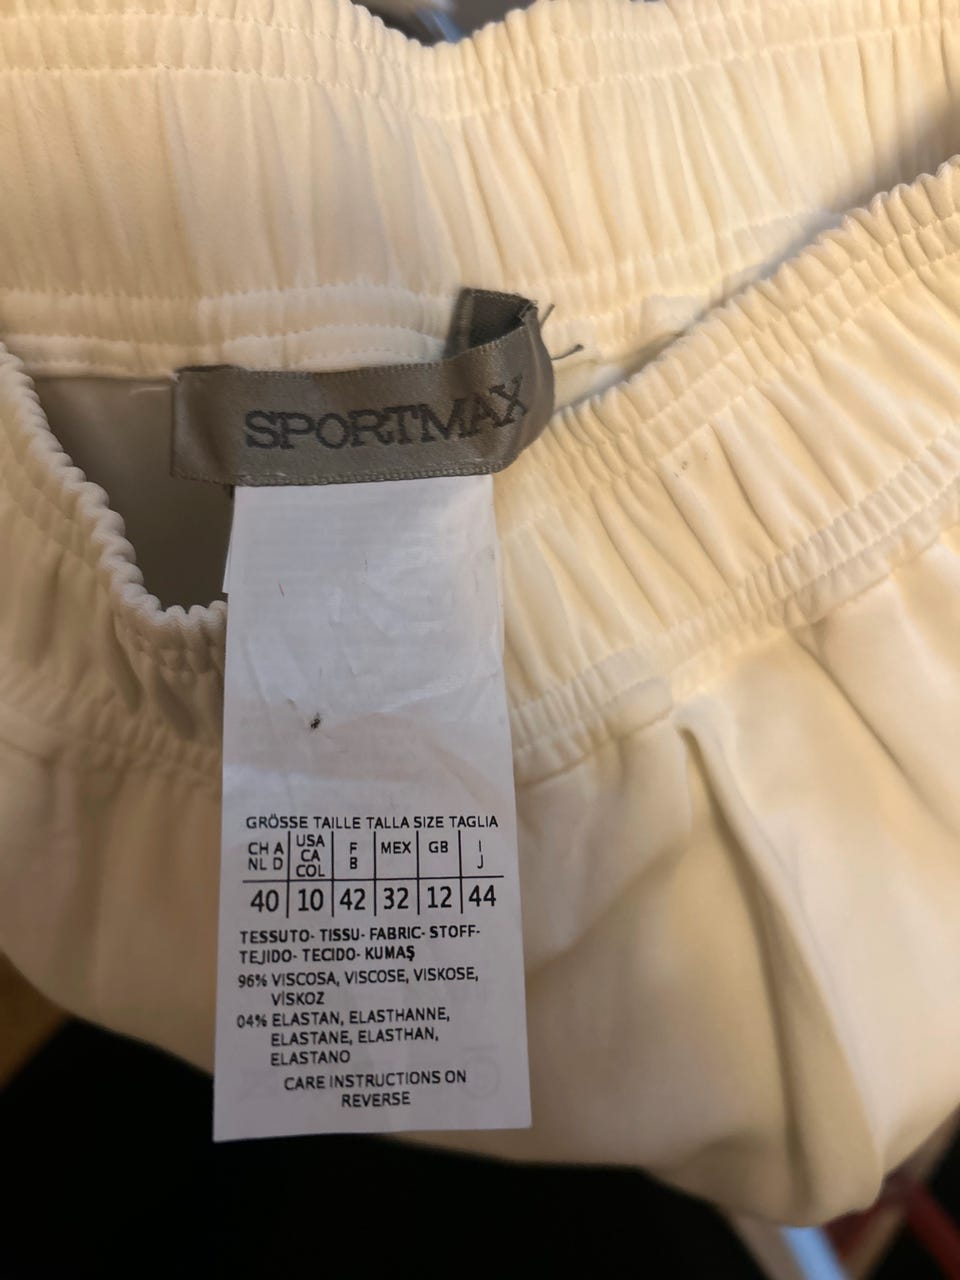 SPORTMAX
GRÖSSE TAILLE TALLA SIZE TAGLIA
CH A NL D | USA CA COL | F B | MEX | GB | I J
40 | 10 | 42 | 32 | 12 | 44
TESSUTO- TISSU- FABRIC- STOFF-
TEJIDO- TECIDO- KUMAŞ
96% VISCOSA, VISCOSE, VISKOSE,
VİSKOZ
04% ELASTAN, ELASTHANNE,
ELASTANE, ELASTHAN,
ELASTANO
CARE INSTRUCTIONS ON
REVERSE